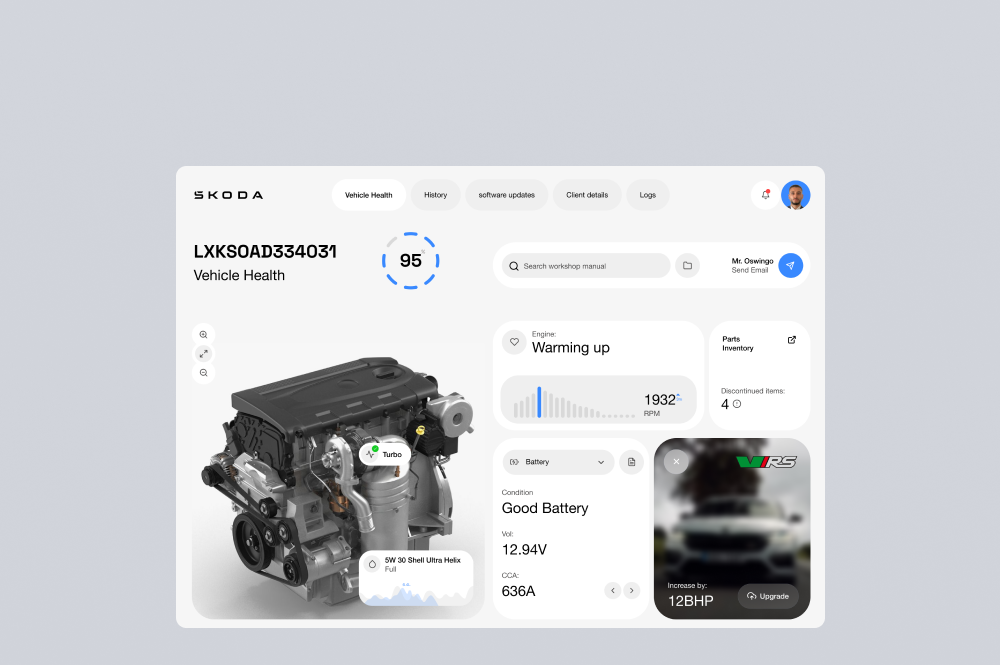 SKODA
Vehicle Health
History
software updates
Client details
Logs
LXKSOAD334031
Vehicle Health
95
Search workshop manual
Mr. Oswingo
Send Email
Engine:
Warming up
1932
RPM
Parts
Inventory
Discontinued items:
4
Turbo
5W 30 Shell Ultra Helix
Full
Battery
Condition
Good Battery
Vol:
12.94V
CCA:
636A
VRS
Increase by:
12BHP
Upgrade